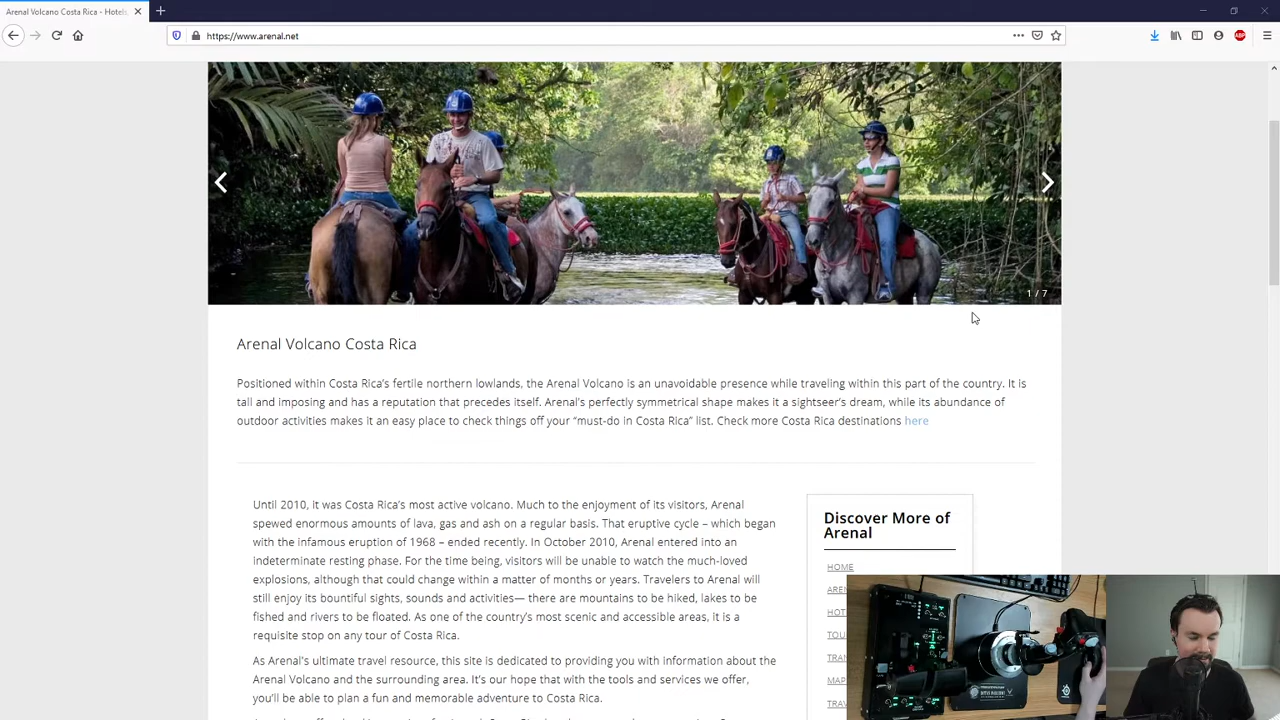 Arenal Volcano Costa Rica - Hotels,
https://www.arenal.net
ABP
1 / 7
Arenal Volcano Costa Rica
Positioned within Costa Rica's fertile northern lowlands, the Arenal Volcano is an unavoidable presence while traveling within this part of the country. It is
tall and imposing and has a reputation that precedes itself. Arenal's perfectly symmetrical shape makes it a sightseer's dream, while its abundance of
outdoor activities makes it an easy place to check things off your "must-do in Costa Rica" list. Check more Costa Rica destinations here
Until 2010, it was Costa Rica's most active volcano. Much to the enjoyment of its visitors, Arenal
spewed enormous amounts of lava, gas and ash on a regular basis. That eruptive cycle – which began
with the infamous eruption of 1968 – ended recently. In October 2010, Arenal entered into an
indeterminate resting phase. For the time being, visitors will be unable to watch the much-loved
explosions, although that could change within a matter of months or years. Travelers to Arenal will
still enjoy its bountiful sights, sounds and activities— there are mountains to be hiked, lakes to be
fished and rivers to be floated. As one of the country's most scenic and accessible areas, it is a
requisite stop on any tour of Costa Rica.
As Arenal's ultimate travel resource, this site is dedicated to providing you with information about the
Arenal Volcano and the surrounding area. It's our hope that with the tools and services we offer,
you'll be able to plan a fun and memorable adventure to Costa Rica.
Discover More of
Arenal
HOME
AREN
HOT
TOU
TRAN
MAP
TRAV